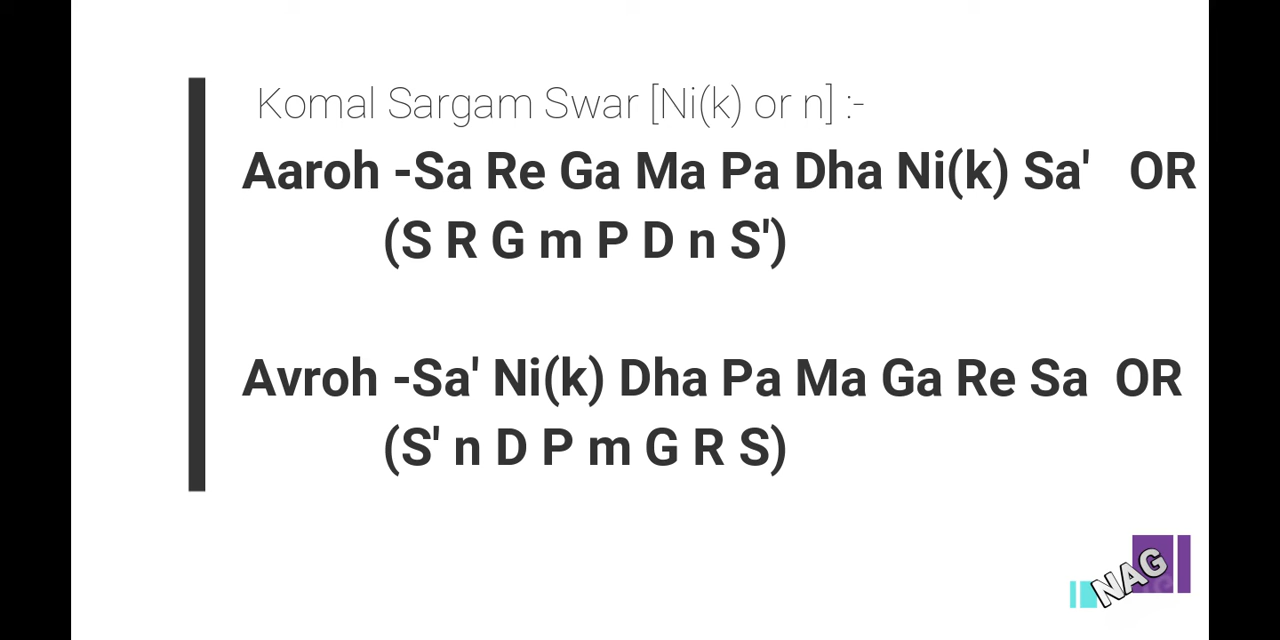 Komal Sargam Swar [Ni(k) or n] :-
Aaroh -Sa Re Ga Ma Pa Dha Ni(k) Sa' OR
(S R G m P D n S')
Avroh -Sa' Ni(k) Dha Pa Ma Ga Re Sa OR
(S' n D P m G R S)
NAG